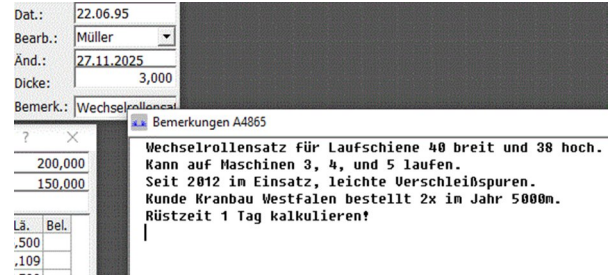 Dat.: 22.06.95
Bearb.: Müller
Änd.: 27.11.2025
Dicke: 3,000
Bemerk.: Wechselrollensat
Bemerkungen A4865
Wechselrollensatz für Laufschiene 40 breit und 38 hoch.
Kann auf Maschinen 3, 4, und 5 laufen.
Seit 2012 im Einsatz, leichte Verschleißspuren.
Kunde Kranbau Westfalen bestellt 2x im Jahr 5000m.
Rüstzeit 1 Tag kalkulieren!
?
200,000
150,000
Lä. Bel.
,500
,109